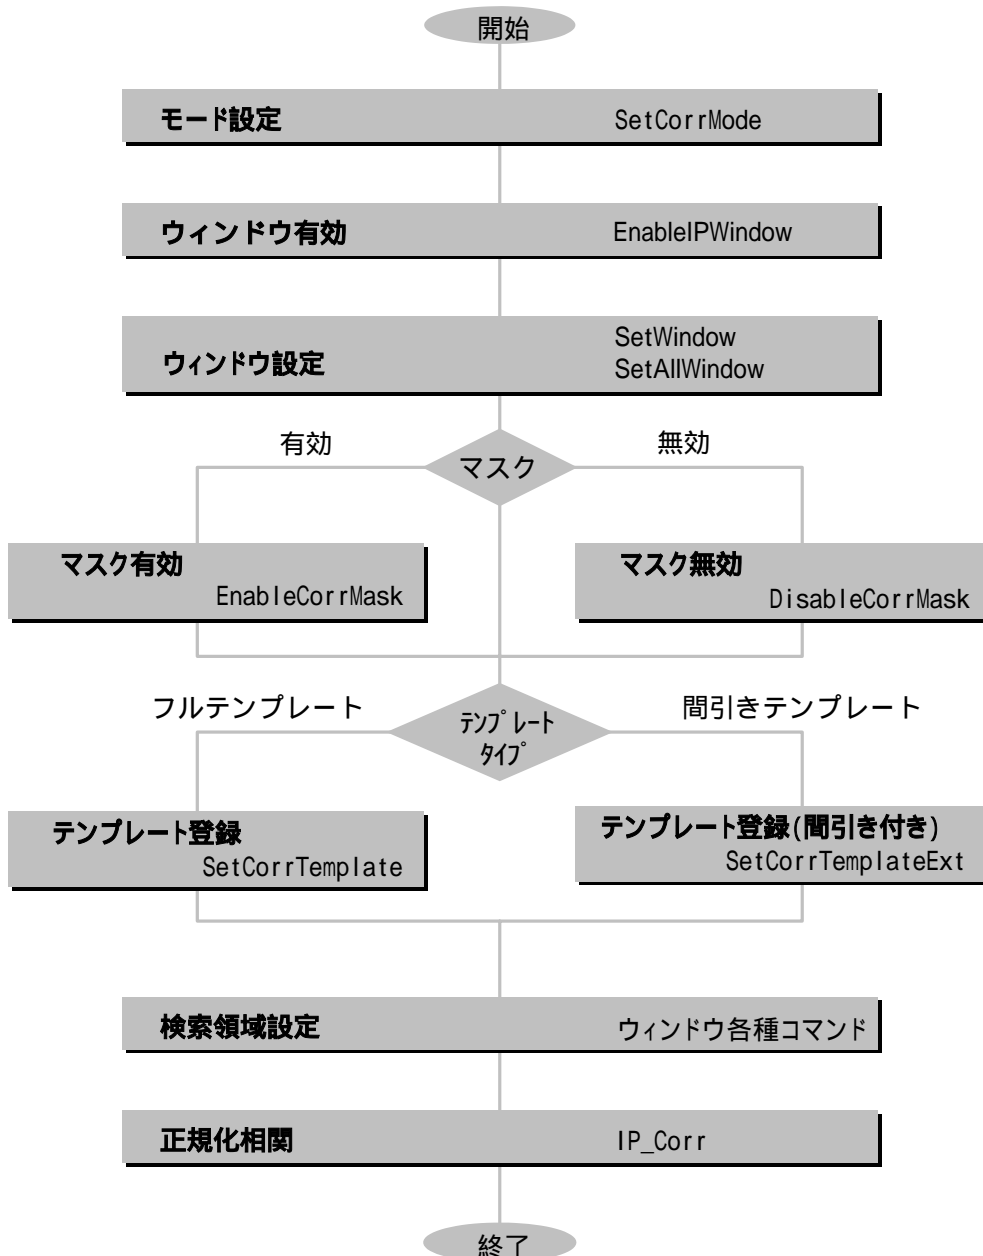 開始
モード設定 SetCorrMode
ウィンドウ有効 EnableIPWindow
SetWindow
ウィンドウ設定 SetAllWindow
有効 無効
マスク
マスク有効
EnableCorrMask
マスク無効
DisableCorrMask
フルテンプレート 間引きテンプレート
テンプレート
タイプ
テンプレート登録
SetCorrTemplate
テンプレート登録(間引き付き)
SetCorrTemplateExt
検索領域設定 ウィンドウ各種コマンド
正規化相関 IP_Corr
終了